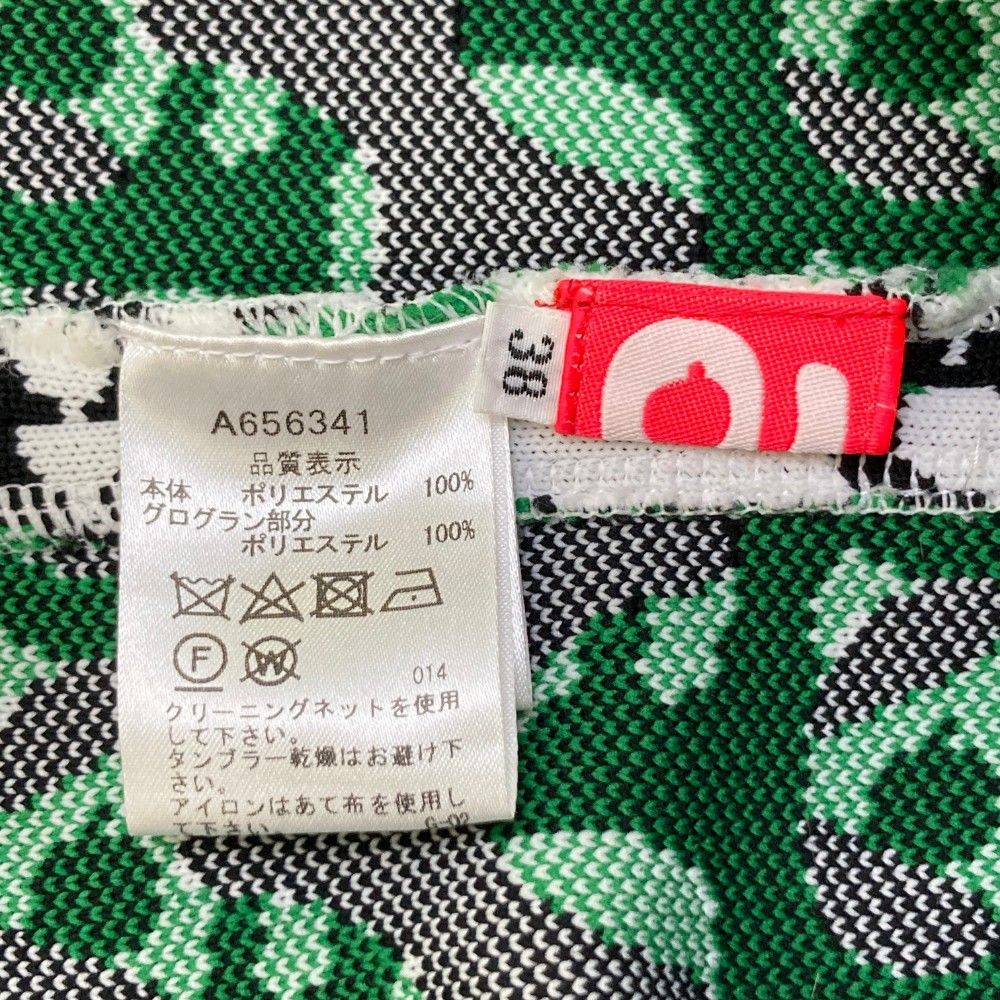 A656341
品質表示
本体 ポリエステル 100%
グログラン部分
ポリエステル 100%
F
W
014
クリーニングネットを使用
して下さい。
タンブラー乾燥はお避け下
さい。
アイロンはあて布を使用し
て下さい
G-02
38